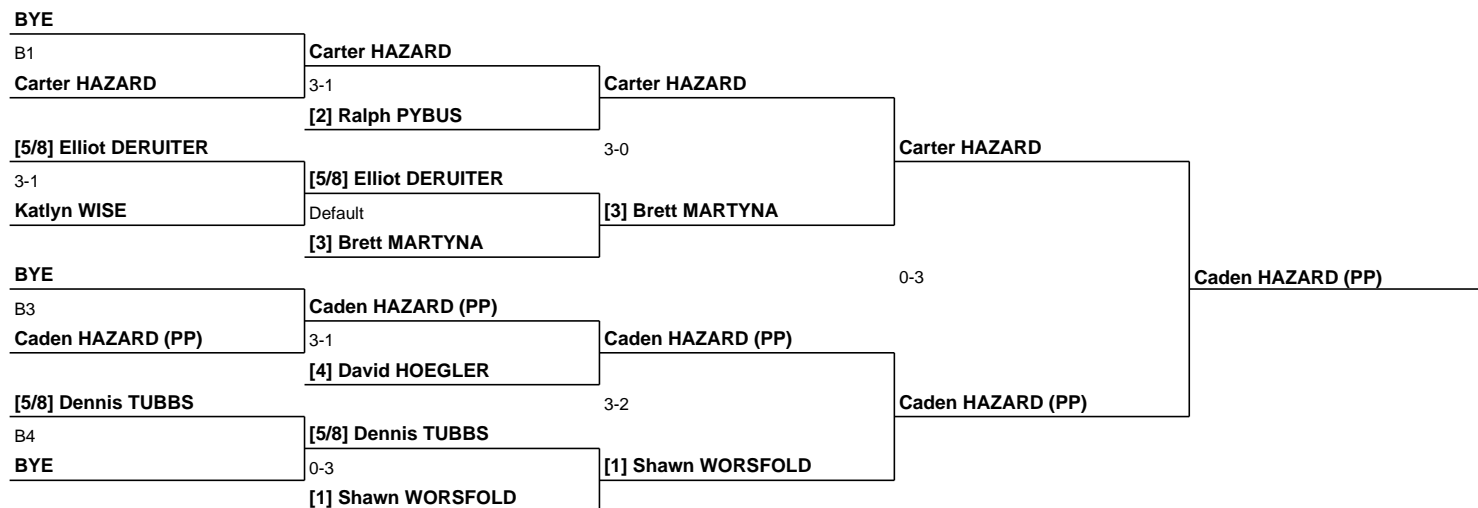 BYE
B1
Carter HAZARD
Carter HAZARD
3-1
[2] Ralph PYBUS
Carter HAZARD
[5/8] Elliot DERUITER
3-1
Katlyn WISE
[5/8] Elliot DERUITER
Default
[3] Brett MARTYNA
3-0
[3] Brett MARTYNA
Carter HAZARD
BYE
B3
Caden HAZARD (PP)
Caden HAZARD (PP)
3-1
[4] David HOEGLER
Caden HAZARD (PP)
[5/8] Dennis TUBBS
B4
BYE
[5/8] Dennis TUBBS
0-3
[1] Shawn WORSFOLD
3-2
[1] Shawn WORSFOLD
Caden HAZARD (PP)
0-3
Caden HAZARD (PP)